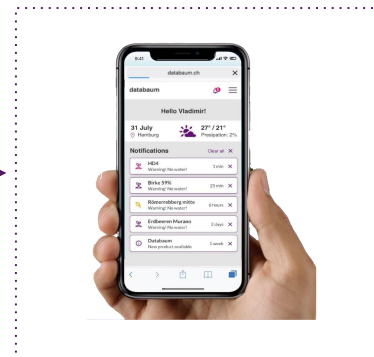 9:41
databaum.ch
databaum
Hello Vladimir!
31 July
27° / 21°
Hamburg
Presipation: 2%
Notifications
Clear all
HD4
Warning! No water!
1 min
Birke 59%
Warning! No water!
23 min
Römerrebberg mitte
Warning! No water!
6 hours
Erdbeeren Murano
Warning! No water!
2 days
Databaum
New product available
1 week